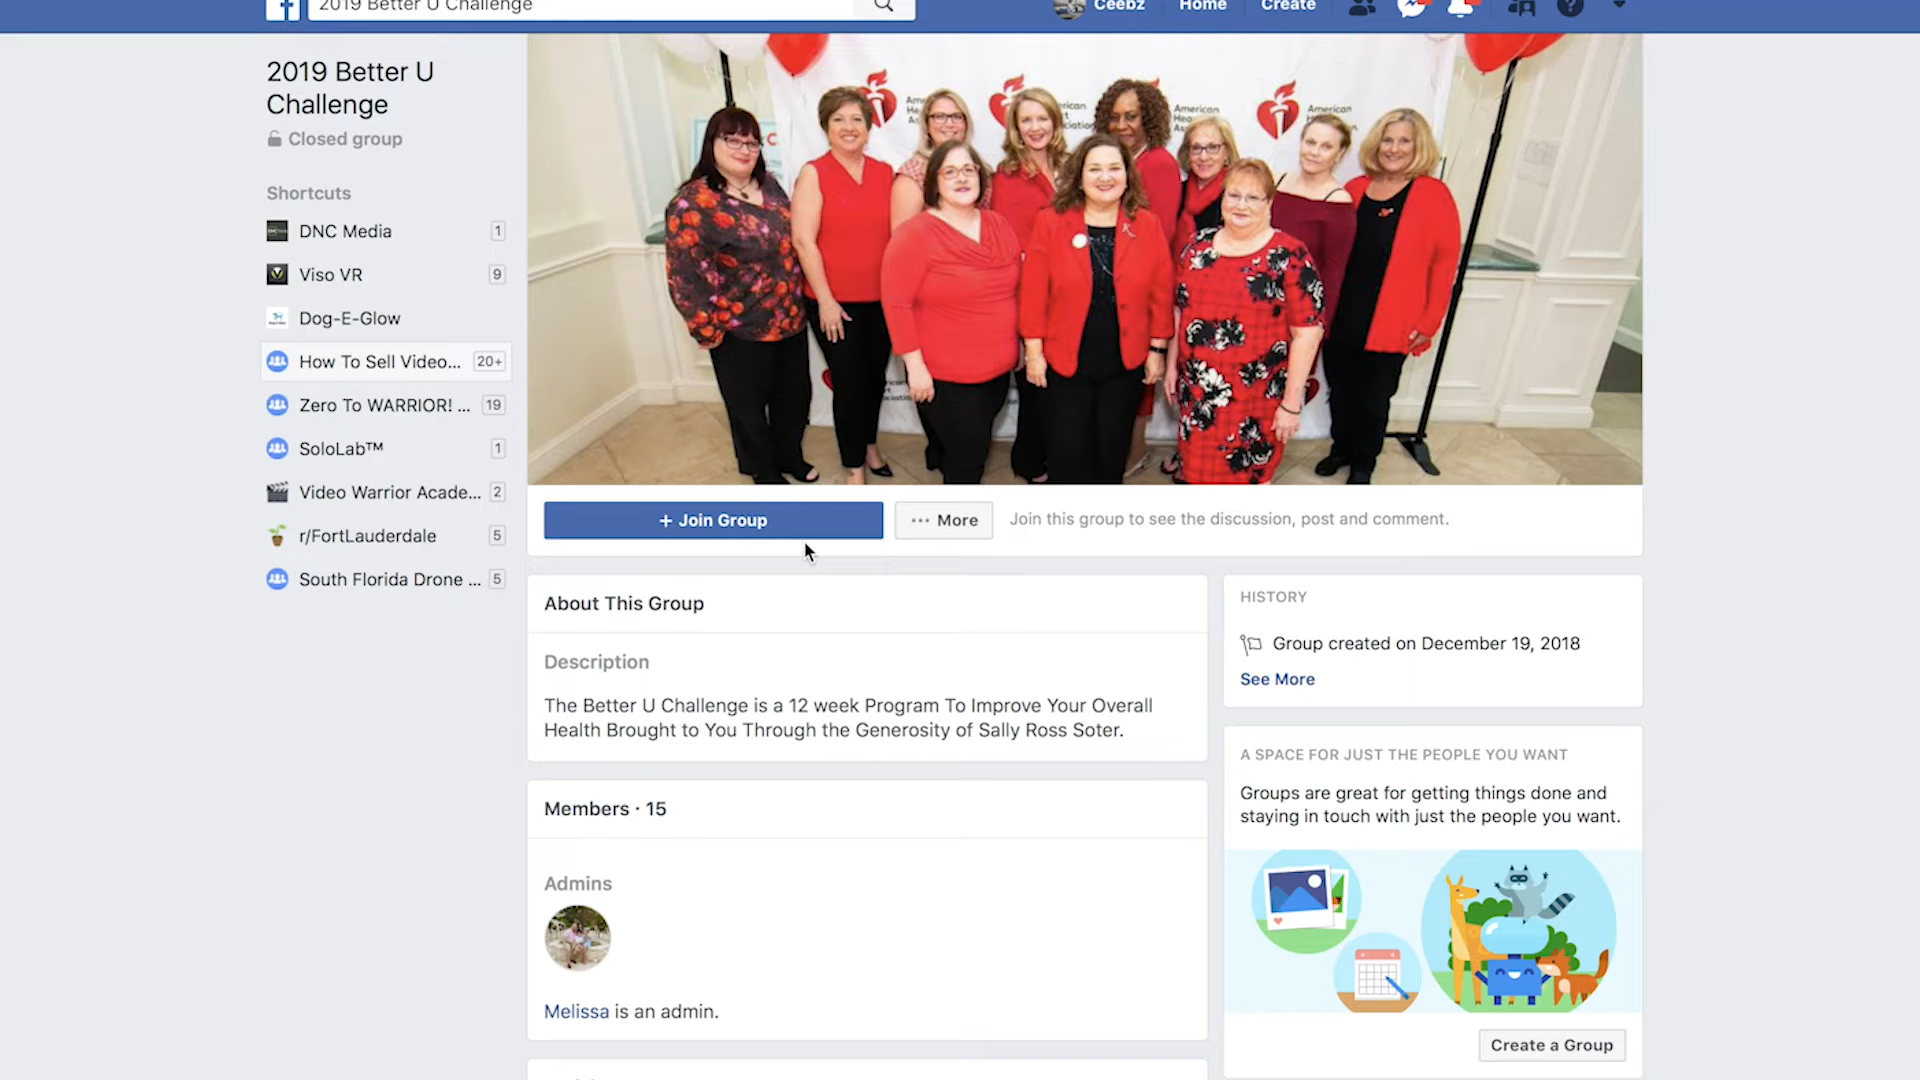 2019 Better U Challenge
Ceebz
Home
Create
2019 Better U
Challenge
Closed group
Shortcuts
DNC Media 1
Viso VR 9
Dog-E-Glow
How To Sell Video... 20+
Zero To WARRIOR! ... 19
SoloLab™ 1
Video Warrior Acade... 2
r/FortLauderdale 5
South Florida Drone ... 5
American
American
+ Join Group
••• More
Join this group to see the discussion, post and comment.
About This Group
Description
The Better U Challenge is a 12 week Program To Improve Your Overall
Health Brought to You Through the Generosity of Sally Ross Soter.
Members · 15
Admins
Melissa is an admin.
HISTORY
Group created on December 19, 2018
See More
A SPACE FOR JUST THE PEOPLE YOU WANT
Groups are great for getting things done and
staying in touch with just the people you want.
Create a Group